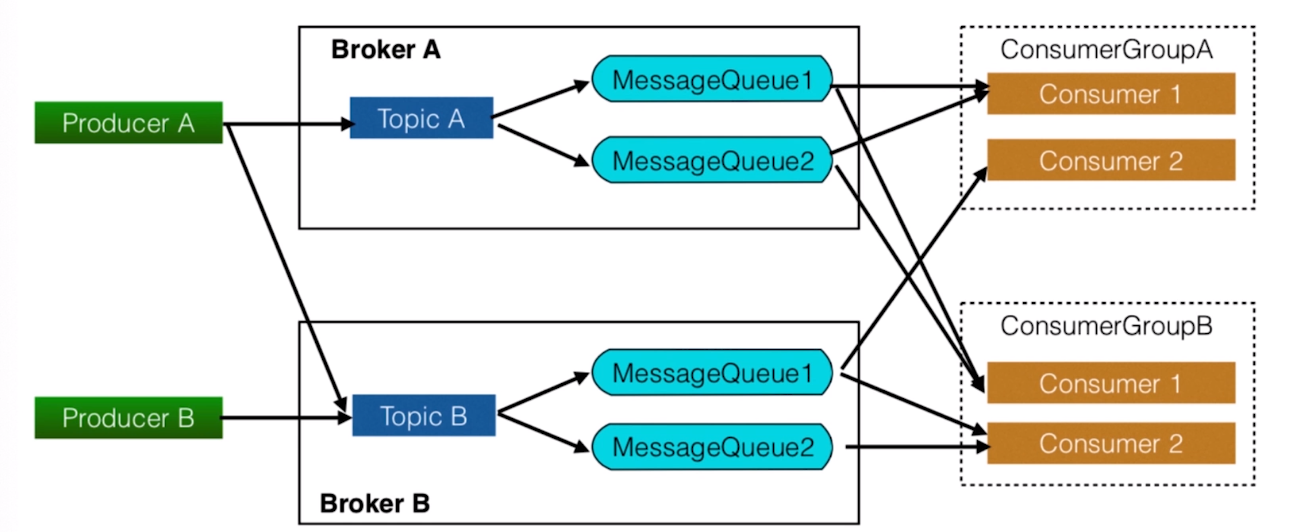 Broker A
ConsumerGroupA
MessageQueue1
Consumer 1
Producer A
Topic A
MessageQueue2
Consumer 2
ConsumerGroupB
MessageQueue1
Consumer 1
Producer B
Topic B
MessageQueue2
Consumer 2
Broker B